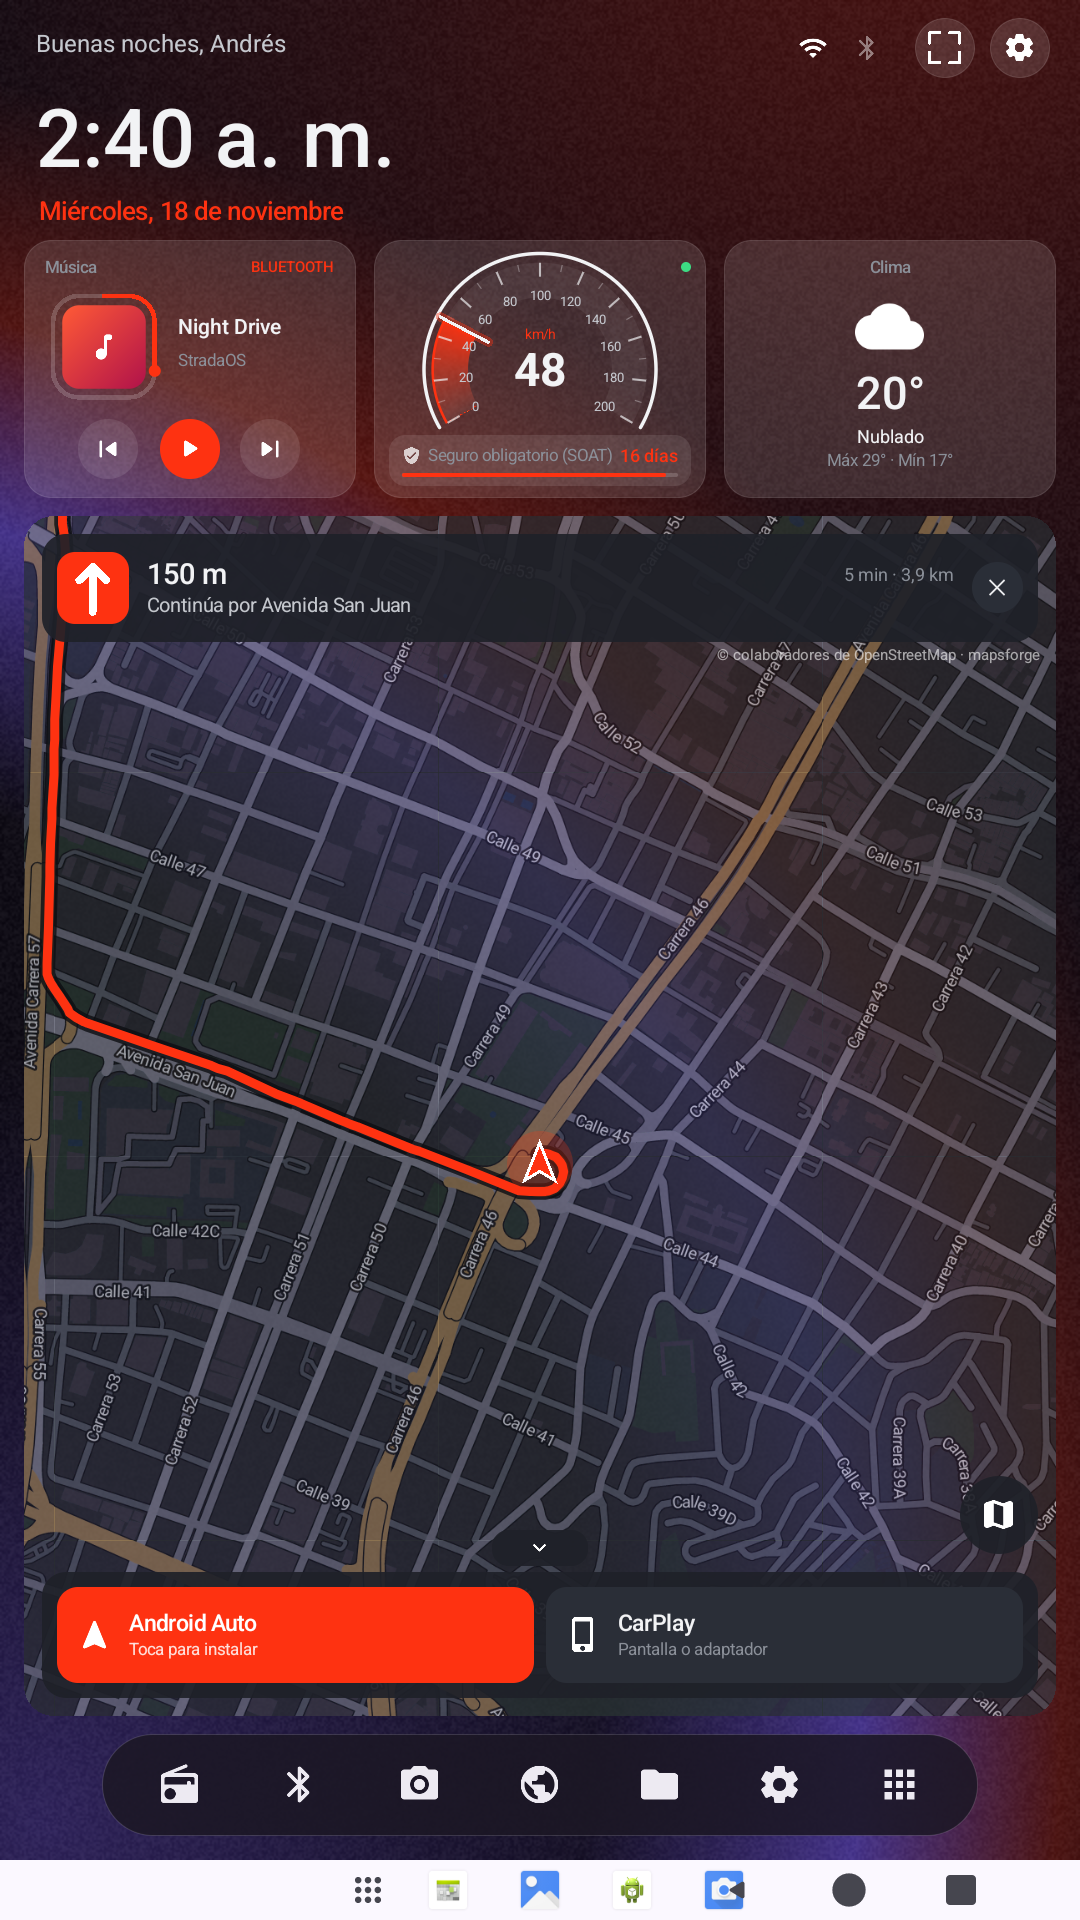 Buenas noches, Andrés
2:40 a. m.
Miércoles, 18 de noviembre
Música
BLUETOOTH
Night Drive
StradaOS
0
20
40
60
80
100
120
140
160
180
200
km/h
48
Seguro obligatorio (SOAT) 16 días
Clima
20°
Nublado
Máx 29° · Mín 17°
150 m
Continúa por Avenida San Juan
5 min · 3,9 km
© colaboradores de OpenStreetMap · mapsforge
Calle 52
Calle 53
Calle 51
Calle 49
Calle 47
Carrera 46
Carrera 42
Carrera 43
Avenida Carrera 57
Carrera 49
Avenida San Juan
Carrera 44
Calle 45
Calle 42C
Carrera 51
Carrera 50
Carrera 46
Calle 44
Carrera 40
Calle 41
Carrera 55
Calle 42
Carrera 53
Carrera 52
Carrera 46
Calle 41
Carrera 39A
Calle 42
Calle 39
Calle 39D
Android Auto
Toca para instalar
CarPlay
Pantalla o adaptador